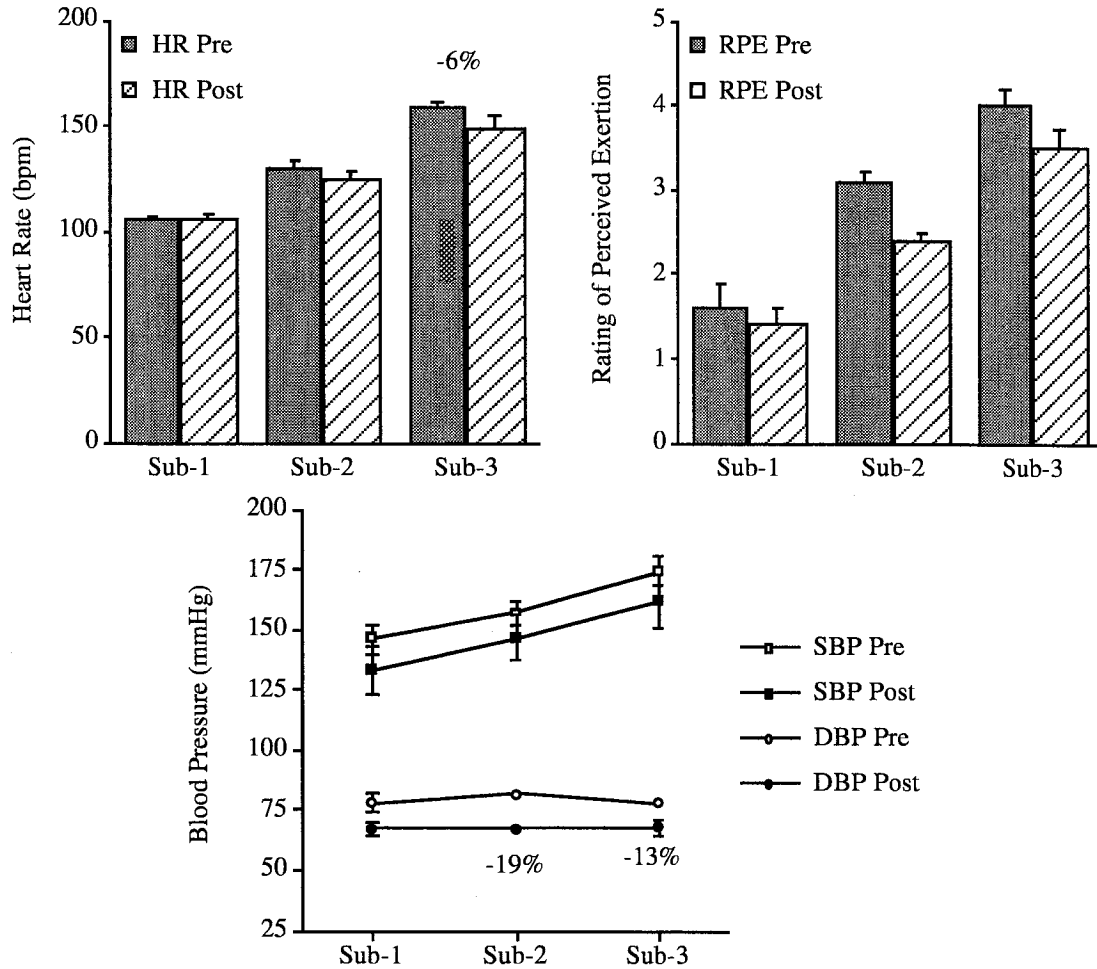 200
150
100
50
0
Heart Rate (bpm)
HR Pre
HR Post
-6%
Sub-1 Sub-2 Sub-3
5
4
3
2
1
0
Rating of Perceived Exertion
RPE Pre
RPE Post
Sub-1 Sub-2 Sub-3
200
175
150
125
100
75
50
25
Blood Pressure (mmHg)
-19% -13%
Sub-1 Sub-2 Sub-3
SBP Pre
SBP Post
DBP Pre
DBP Post